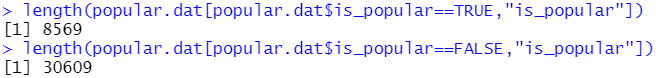 > length(popular.dat[popular.dat$is_popular==TRUE,"is_popular"])
[1] 8569
> length(popular.dat[popular.dat$is_popular==FALSE,"is_popular"])
[1] 30609